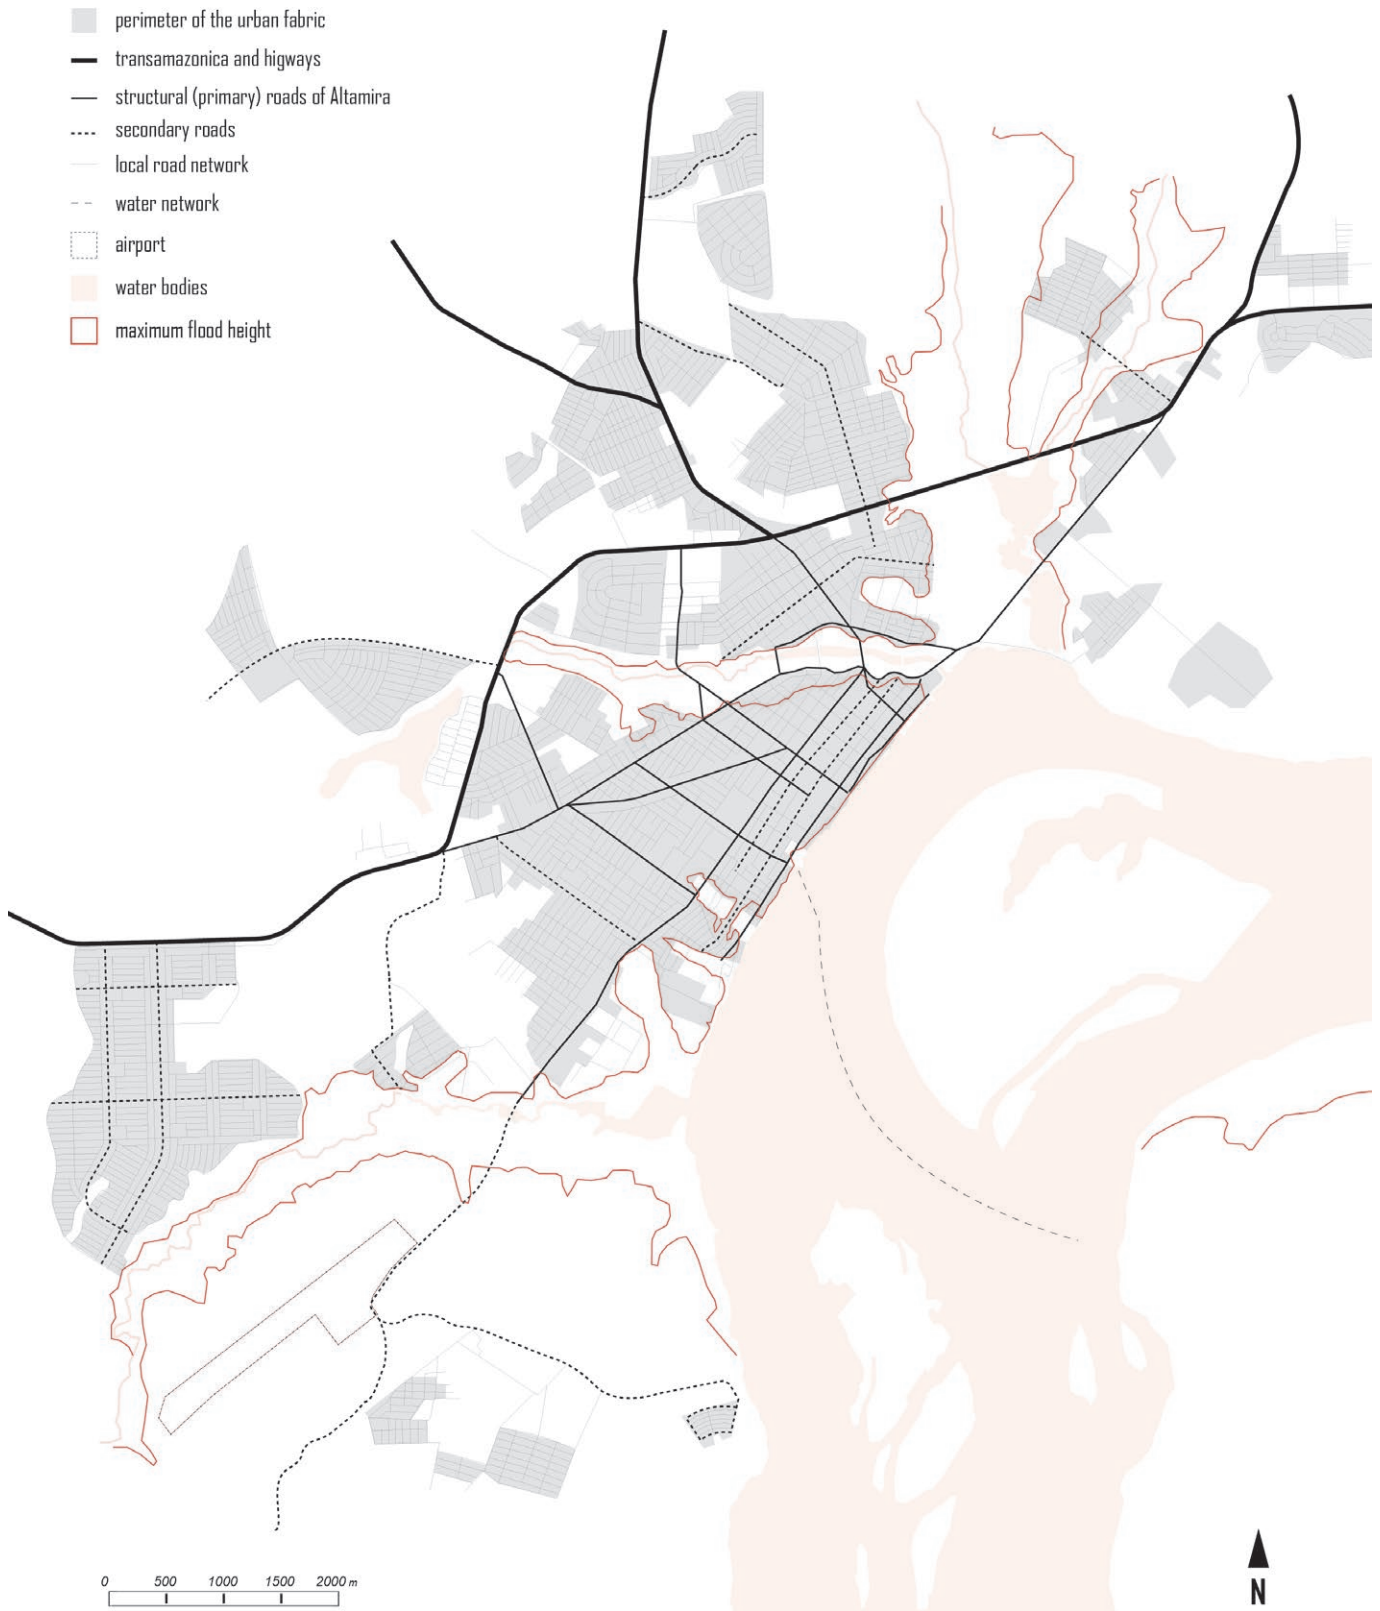 perimeter of the urban fabric
transamazonica and higways
structural (primary) roads of Altamira
secondary roads
local road network
water network
airport
water bodies
maximum flood height
0 500 1000 1500 2000 m
N